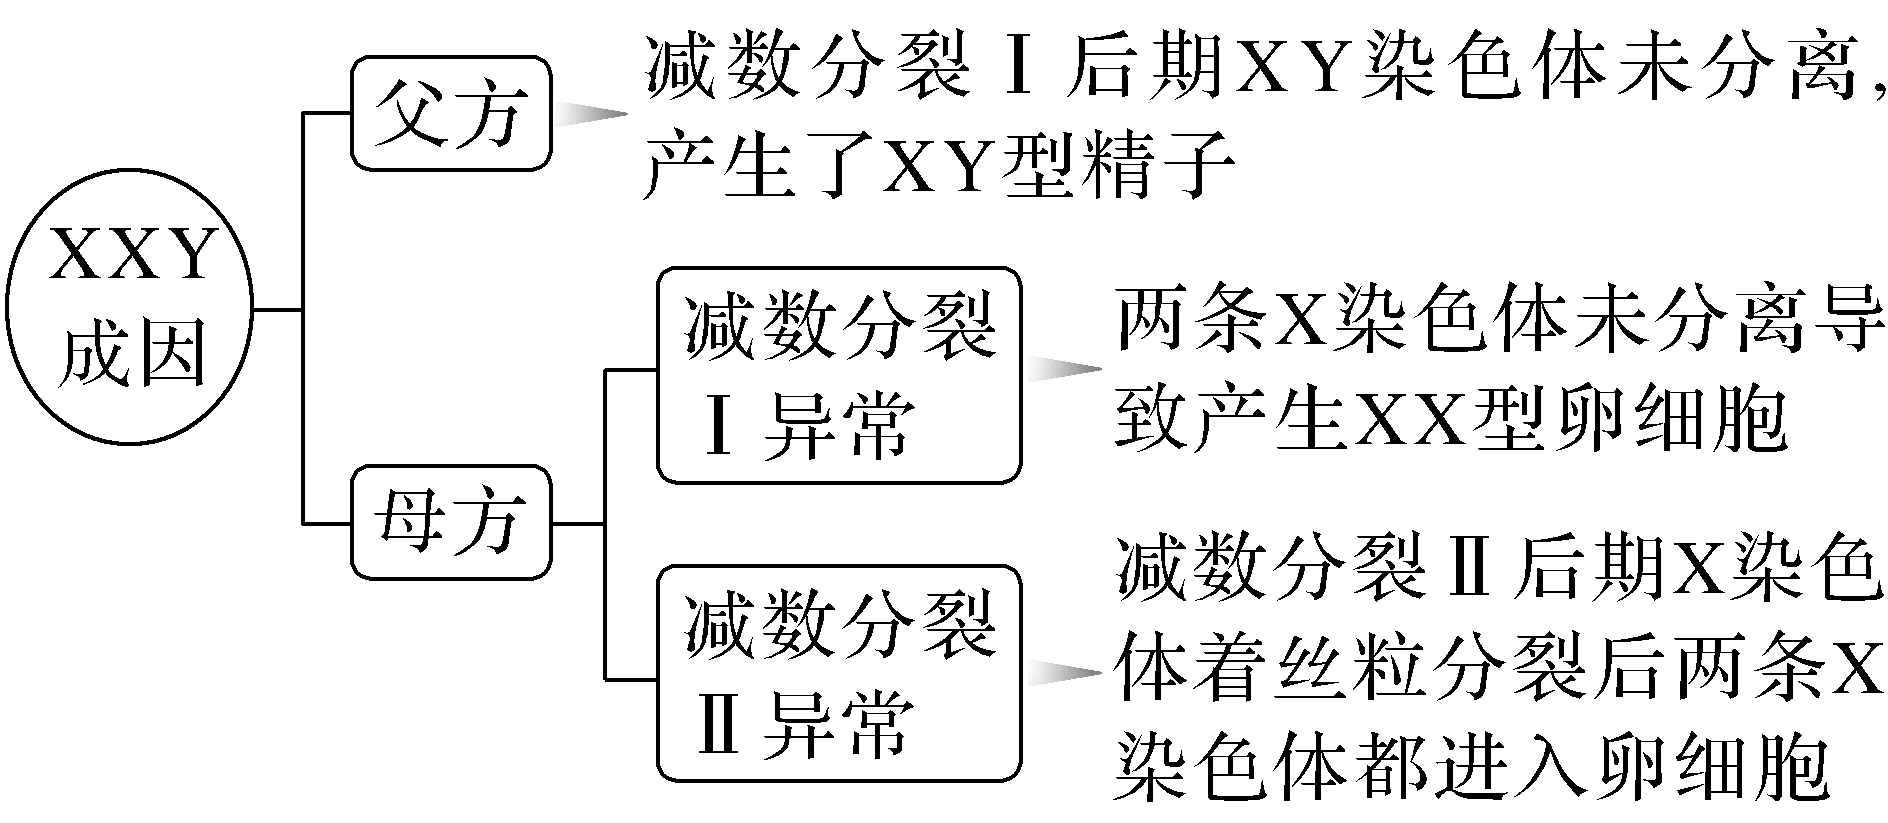 XXY
成因
父方
减数分裂Ⅰ后期XY染色体未分离,
产生了XY型精子
母方
减数分裂
Ⅰ异常
两条X染色体未分离导
致产生XX型卵细胞
减数分裂
Ⅱ异常
减数分裂Ⅱ后期X染色
体着丝粒分裂后两条X
染色体都进入卵细胞